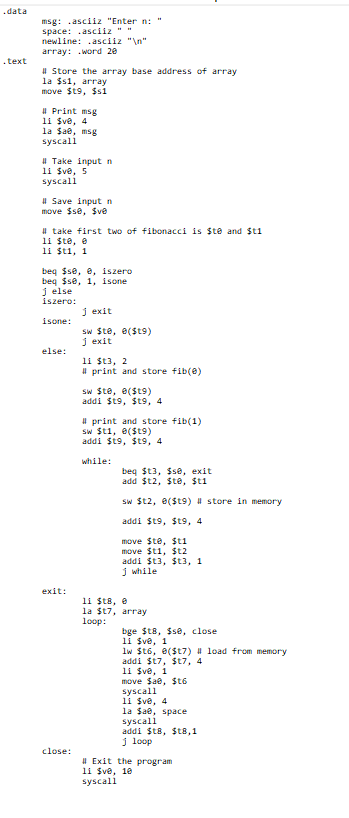 .data
msg: .asciiz "Enter n: "
space: .asciiz " "
newline: .asciiz "\n"
array: .word 20
.text
# Store the array base address of array
la $s1, array
move $t9, $s1
# Print msg
li $v0, 4
la $a0, msg
syscall
# Take input n
li $v0, 5
syscall
# Save input n
move $s0, $v0
# take first two of fibonacci is $t0 and $t1
li $t0, 0
li $t1, 1
beq $s0, 0, iszero
beq $s0, 1, isone
j else
iszero:
j exit
isone:
sw $t0, 0($t9)
j exit
else:
li $t3, 2
# print and store fib(0)
sw $t0, 0($t9)
addi $t9, $t9, 4
# print and store fib(1)
sw $t1, 0($t9)
addi $t9, $t9, 4
while:
beq $t3, $s0, exit
add $t2, $t0, $t1
sw $t2, 0($t9) # store in memory
addi $t9, $t9, 4
move $t0, $t1
move $t1, $t2
addi $t3, $t3, 1
j while
exit:
li $t8, 0
la $t7, array
loop:
bge $t8, $s0, close
li $v0, 1
lw $t6, 0($t7) # load from memory
addi $t7, $t7, 4
li $v0, 1
move $a0, $t6
syscall
li $v0, 4
la $a0, space
syscall
addi $t8, $t8,1
j loop
close:
# Exit the program
li $v0, 10
syscall